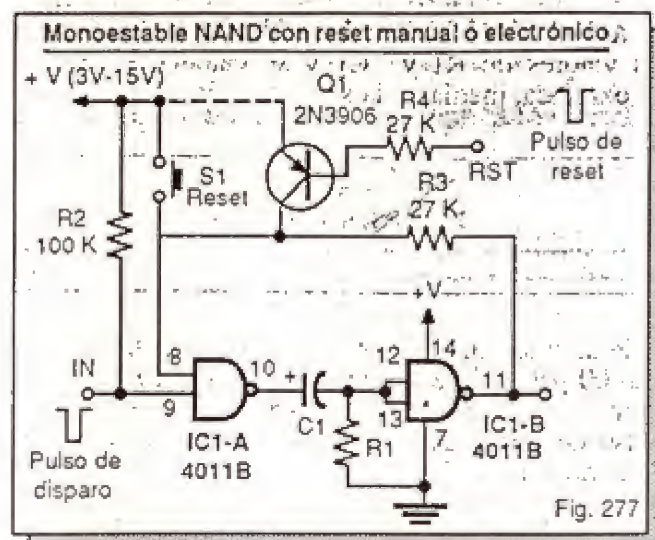 Monoestable NAND con reset manual o electrónico
+ V (3V-15V)
Q1
2N3906
R4
27 K
RST
Pulso de
reset
S1
Reset
R3
27 K
R2
100 K
+V
8
9
10
+
C1
12
13
14
11
7
IN
IC1-A
4011B
R1
IC1-B
4011B
Pulso de
disparo
Fig. 277